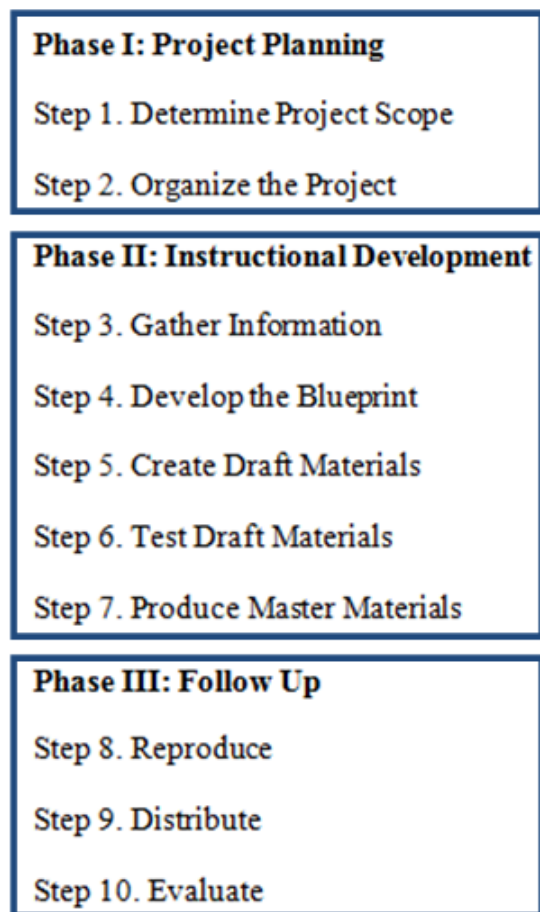 Phase I: Project Planning
Step 1. Determine Project Scope
Step 2. Organize the Project
Phase II: Instructional Development
Step 3. Gather Information
Step 4. Develop the Blueprint
Step 5. Create Draft Materials
Step 6. Test Draft Materials
Step 7. Produce Master Materials
Phase III: Follow Up
Step 8. Reproduce
Step 9. Distribute
Step 10. Evaluate